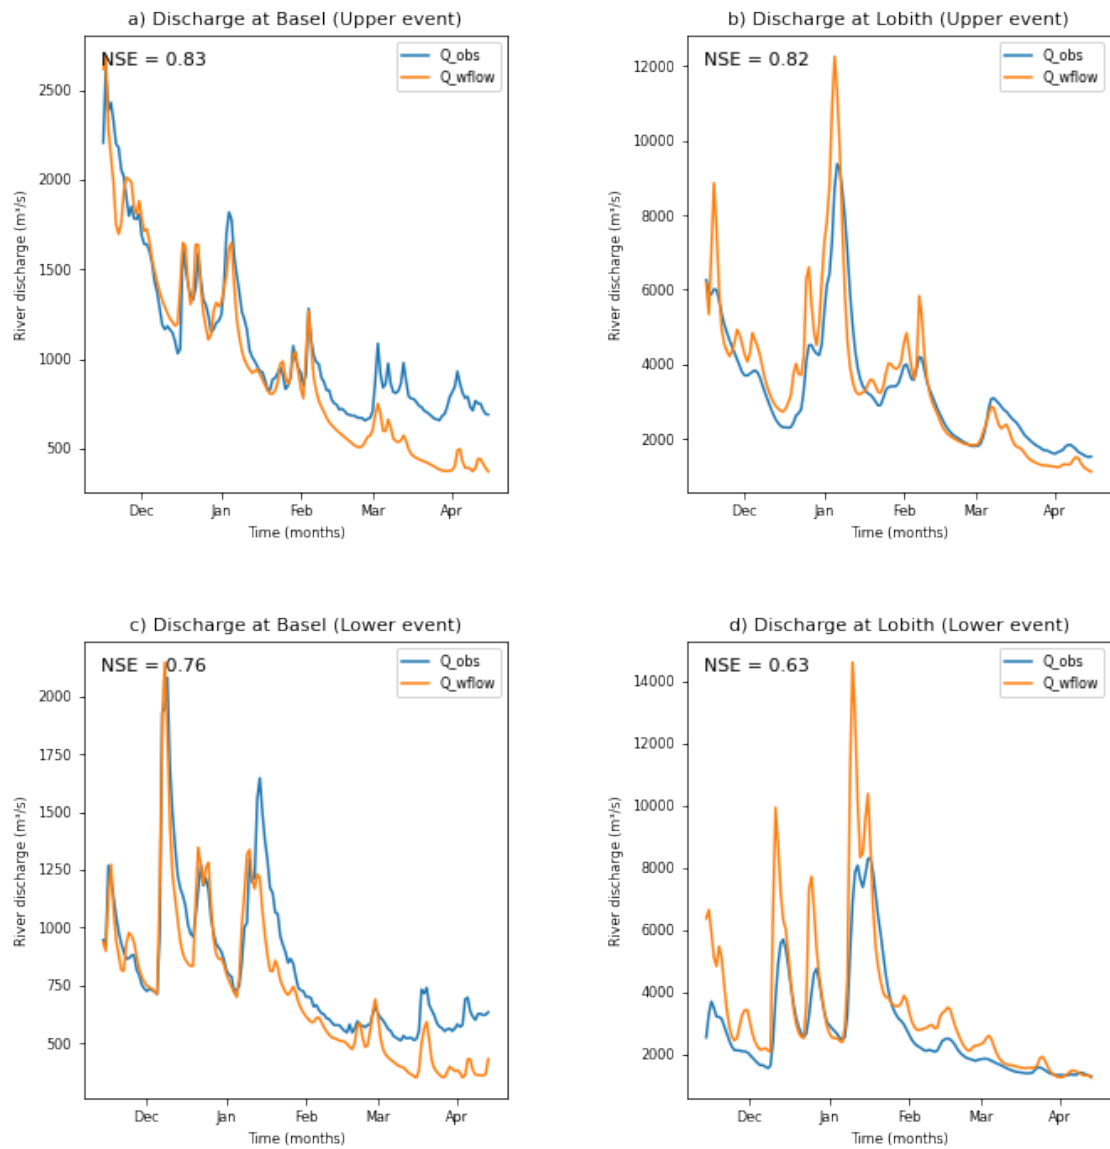 a) Discharge at Basel (Upper event)
NSE = 0.83
Q_obs
Q_wflow
2500
2000
1500
1000
500
River discharge (m³/s)
Dec Jan Feb Mar Apr
Time (months)
b) Discharge at Lobith (Upper event)
NSE = 0.82
Q_obs
Q_wflow
12000
10000
8000
6000
4000
2000
River discharge (m³/s)
Dec Jan Feb Mar Apr
Time (months)
c) Discharge at Basel (Lower event)
NSE = 0.76
Q_obs
Q_wflow
2000
1750
1500
1250
1000
750
500
River discharge (m³/s)
Dec Jan Feb Mar Apr
Time (months)
d) Discharge at Lobith (Lower event)
NSE = 0.63
Q_obs
Q_wflow
14000
12000
10000
8000
6000
4000
2000
River discharge (m³/s)
Dec Jan Feb Mar Apr
Time (months)